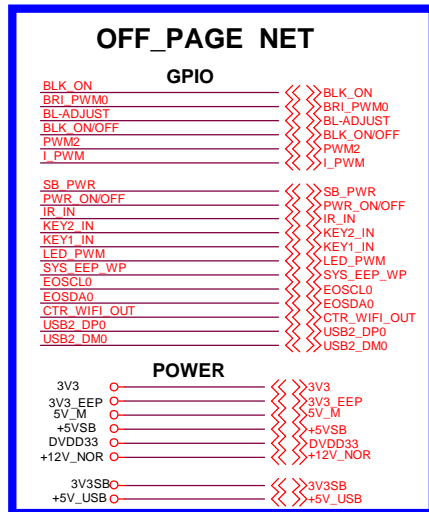 OFF_PAGE NET
GPIO
BLK_ON BLK_ON
BRI_PWM0 BRI_PWM0
BL-ADJUST BL-ADJUST
BLK_ON/OFF BLK_ON/OFF
PWM2 PWM2
I_PWM I_PWM
SB_PWR SB_PWR
PWR_ON/OFF PWR_ON/OFF
IR_IN IR_IN
KEY2_IN KEY2_IN
KEY1_IN KEY1_IN
LED_PWM LED_PWM
SYS_EEP_WP SYS_EEP_WP
EOSCL0 EOSCL0
EOSDA0 EOSDA0
CTR_WIFI_OUT CTR_WIFI_OUT
USB2_DP0 USB2_DP0
USB2_DM0 USB2_DM0
POWER
3V3 3V3
3V3_EEP 3V3_EEP
5V_M 5V_M
+5VSB +5VSB
DVDD33 DVDD33
+12V_NOR +12V_NOR
3V3SB 3V3SB
+5V_USB +5V_USB